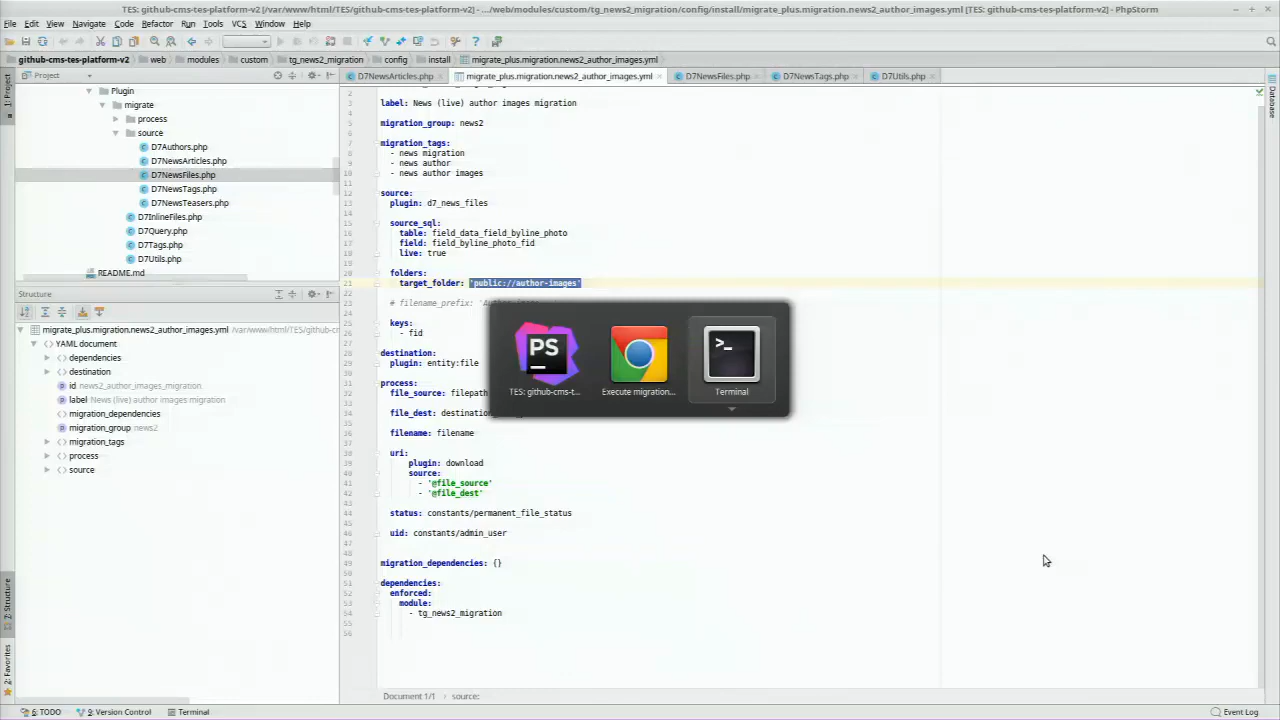 TES: github-cms-tes-platform-v2 [/var/www/html/TES/github-cms-tes-platform-v2] - .../web/modules/custom/tg_news2_migration/config/install/migrate_plus.migration.news2_author_images.yml [TES: github-cms-tes-platform-v2] - PhpStorm
File Edit View Navigate Code Refactor Run Tools VCS Window Help
github-cms-tes-platform-v2 web modules custom tg_news2_migration config install migrate_plus.migration.news2_author_images.yml
Project
D7NewsArticles.php migrate_plus.migration.news2_author_images.yml D7NewsFiles.php D7NewsTags.php D7Utils.php
1: Project
Database
Plugin
migrate
process
source
D7Authors.php
D7NewsArticles.php
D7NewsFiles.php
D7NewsTags.php
D7NewsTeasers.php
D7InlineFiles.php
D7Query.php
D7Tags.php
D7Utils.php
README.md
Structure
migrate_plus.migration.news2_author_images.yml /var/www/html/TES/github-c
YAML document
dependencies
destination
id news2_author_images_migration
label News (live) author images migration
migration_dependencies
migration_group news2
migration_tags
process
source
label: News (live) author images migration
migration_group: news2
migration_tags:
- news migration
- news author
- news author images
source:
plugin: d7_news_files
source_sql:
table: field_data_field_byline_photo
field: field_byline_photo_fid
live: true
folders:
target_folder: 'public://author-images'
# filename_prefix:
keys:
- fid
destination:
plugin: entity:file
process:
file_source: filepath
file_dest:
filename: filename
uri:
plugin: download
source:
- '@file_source'
- '@file_dest'
status: constants/permanent_file_status
uid: constants/admin_user
migration_dependencies: {}
dependencies:
enforced:
module:
- tg_news2_migration
PS
TES: github-cms-t... Execute migration... Terminal
7: Structure
2: Favorites
Document 1/1 source:
6: TODO 9: Version Control Terminal Event Log